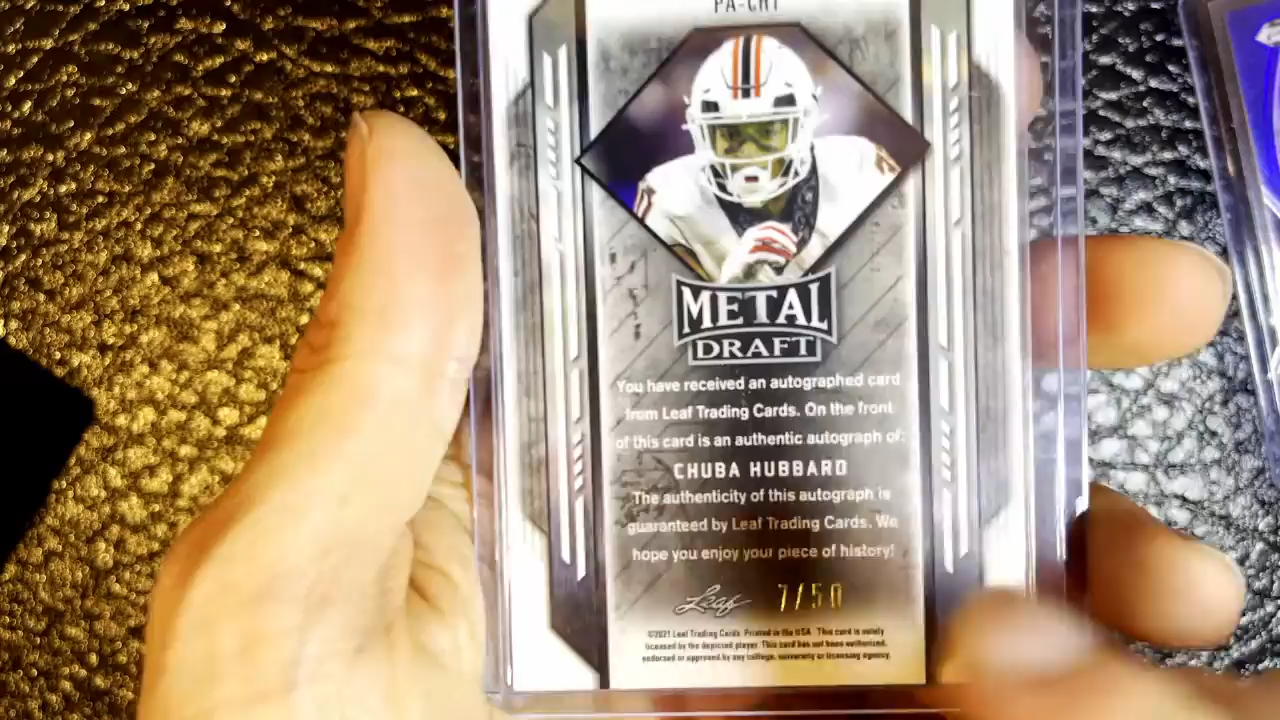 PA-CH1
METAL
DRAFT
You have received an autographed card
from Leaf Trading Cards. On the front
of this card is an authentic autograph of:
CHUBA HUBBARD
The authenticity of this autograph is
guaranteed by Leaf Trading Cards. We
hope you enjoy your piece of history!
Leaf 7/50
©2021 Leaf Trading Cards. Printed in the USA. This card is solely
licensed by the depicted player. This card has not been authorized,
endorsed or approved by any college, university or licensing agency.